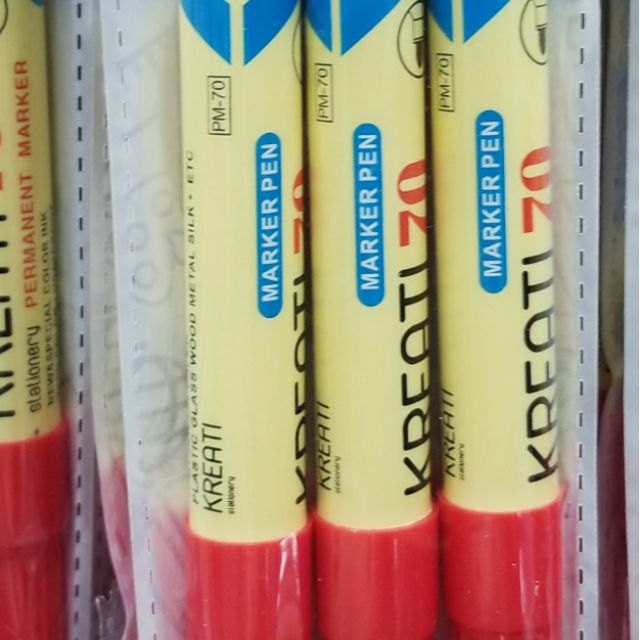 PERMANENT MARKER
stationery
NEW&SPECIAL COLOR INK
PM-70
MARKER PEN
PLASTIC GLASS WOOD METAL SILK • ETC
KREATI
stationery
KREATI 70
PM-70
MARKER PEN
KREATI 70
KREATI
stationery
PM-70
MARKER PEN
KREATI 70
KREATI
stationery